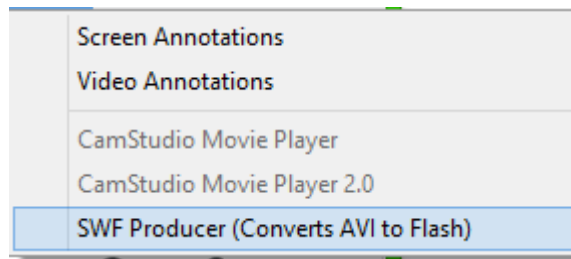 Screen Annotations
Video Annotations
CamStudio Movie Player
CamStudio Movie Player 2.0
SWF Producer (Converts AVI to Flash)